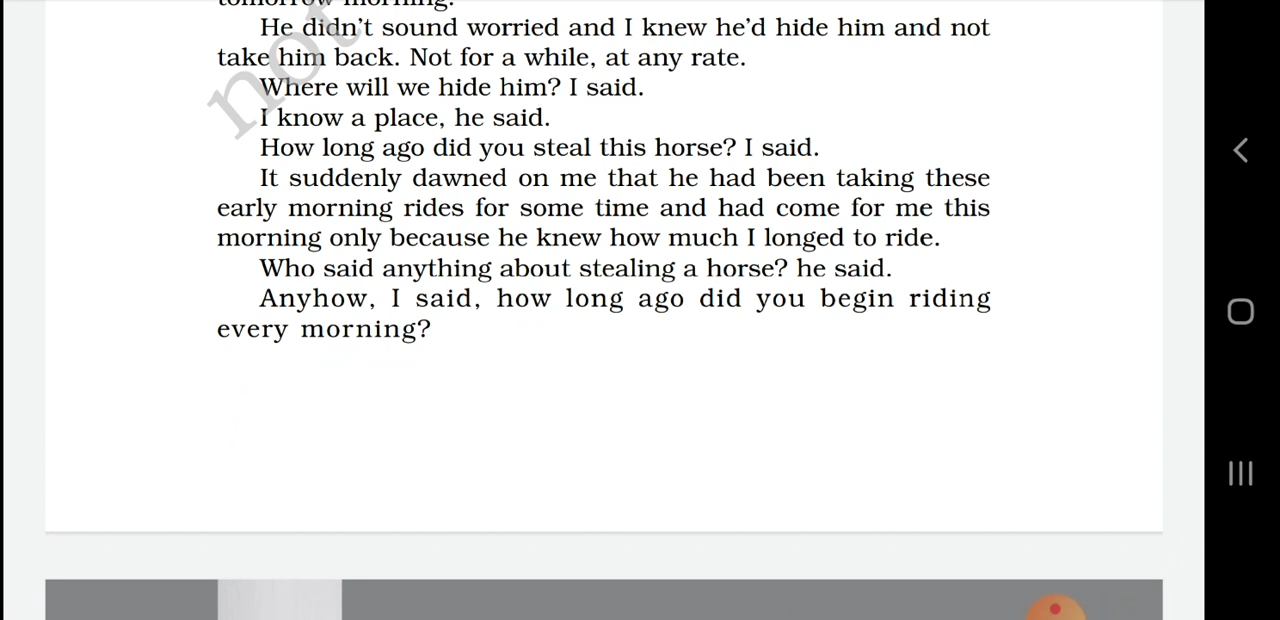 tomorrow morning.
He didn’t sound worried and I knew he’d hide him and not
take him back. Not for a while, at any rate.
Where will we hide him? I said.
I know a place, he said.
How long ago did you steal this horse? I said.
It suddenly dawned on me that he had been taking these
early morning rides for some time and had come for me this
morning only because he knew how much I longed to ride.
Who said anything about stealing a horse? he said.
Anyhow, I said, how long ago did you begin riding
every morning?
not